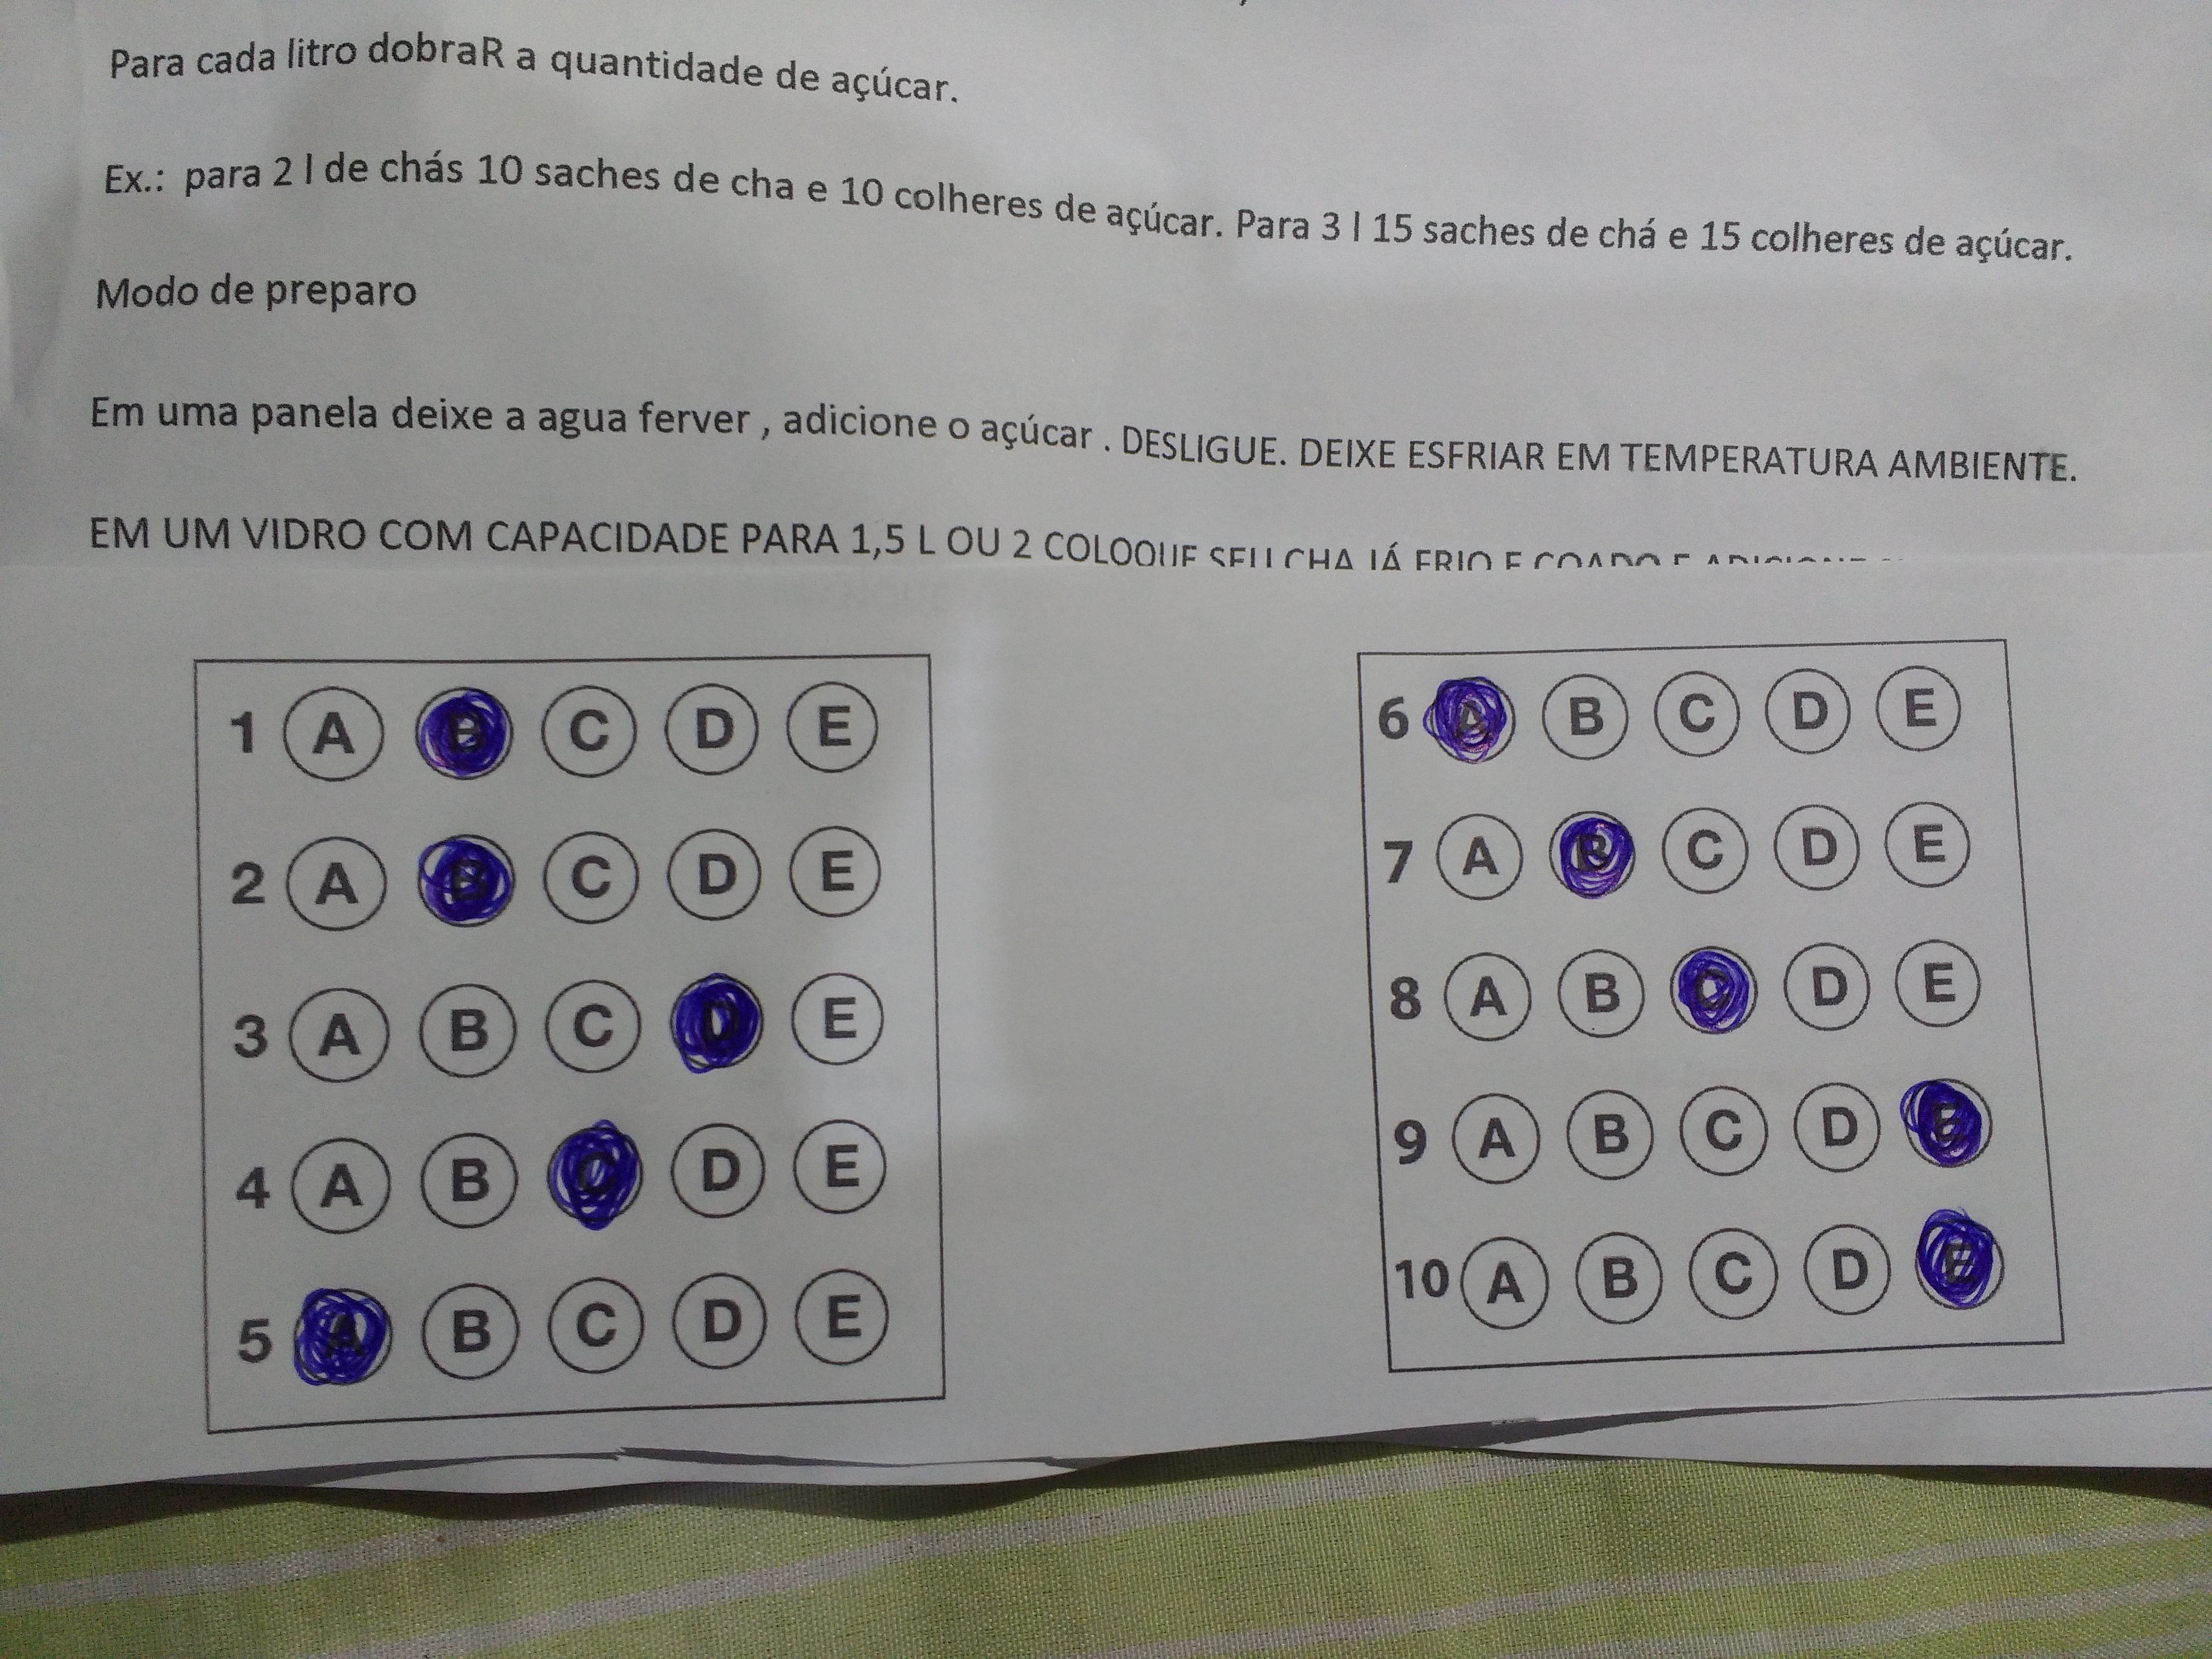 Para cada litro dobraR a quantidade de açúcar.
Ex.: para 2 l de chás 10 saches de cha e 10 colheres de açúcar. Para 3 l 15 saches de chá e 15 colheres de açúcar.
Modo de preparo
Em uma panela deixe a agua ferver , adicione o açúcar . DESLIGUE. DEIXE ESFRIAR EM TEMPERATURA AMBIENTE.
EM UM VIDRO COM CAPACIDADE PARA 1,5 L OU 2 COLOQUE SEU CHA JÁ FRIO E COADO E ADICIONE
1 A B C D E
2 A B C D E
3 A B C D E
4 A B C D E
5 A B C D E
6 A B C D E
7 A B C D E
8 A B C D E
9 A B C D E
10 A B C D E